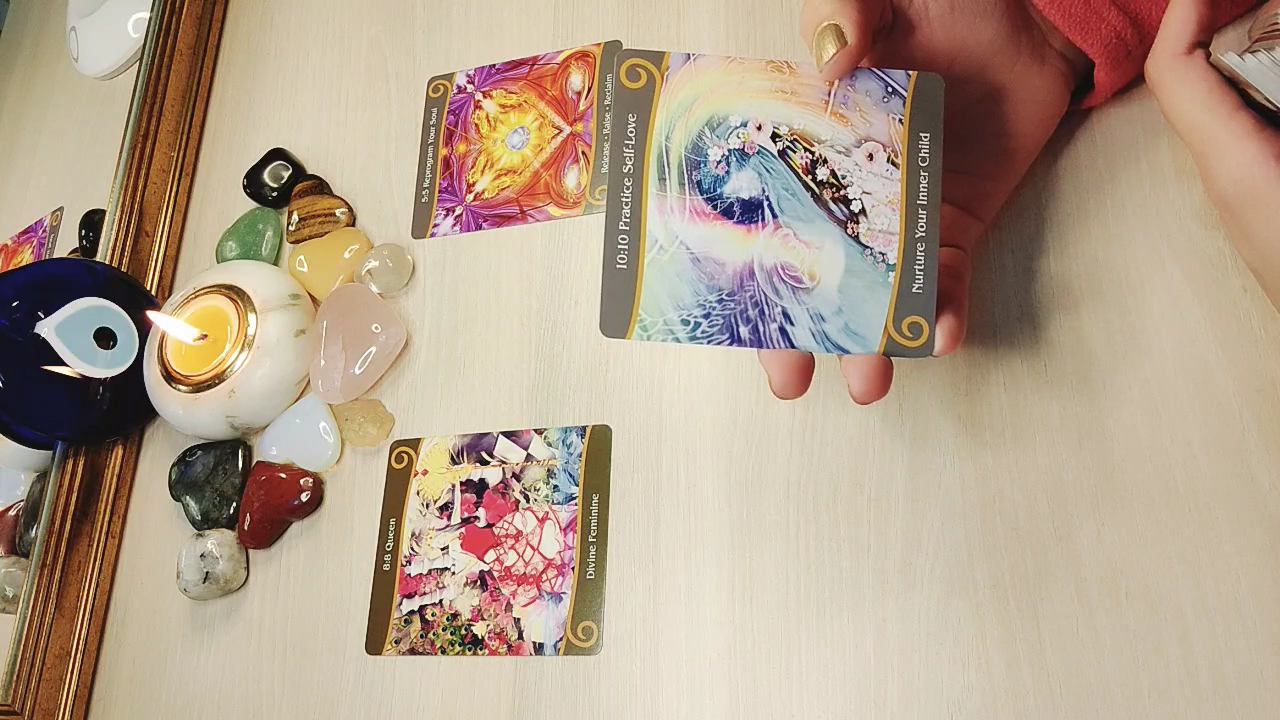 5:5 Reprogram Your Soul
Release • Raise • Reclaim
10:10 Practice Self-Love
Nurture Your Inner Child
8:8 Queen
Divine Feminine